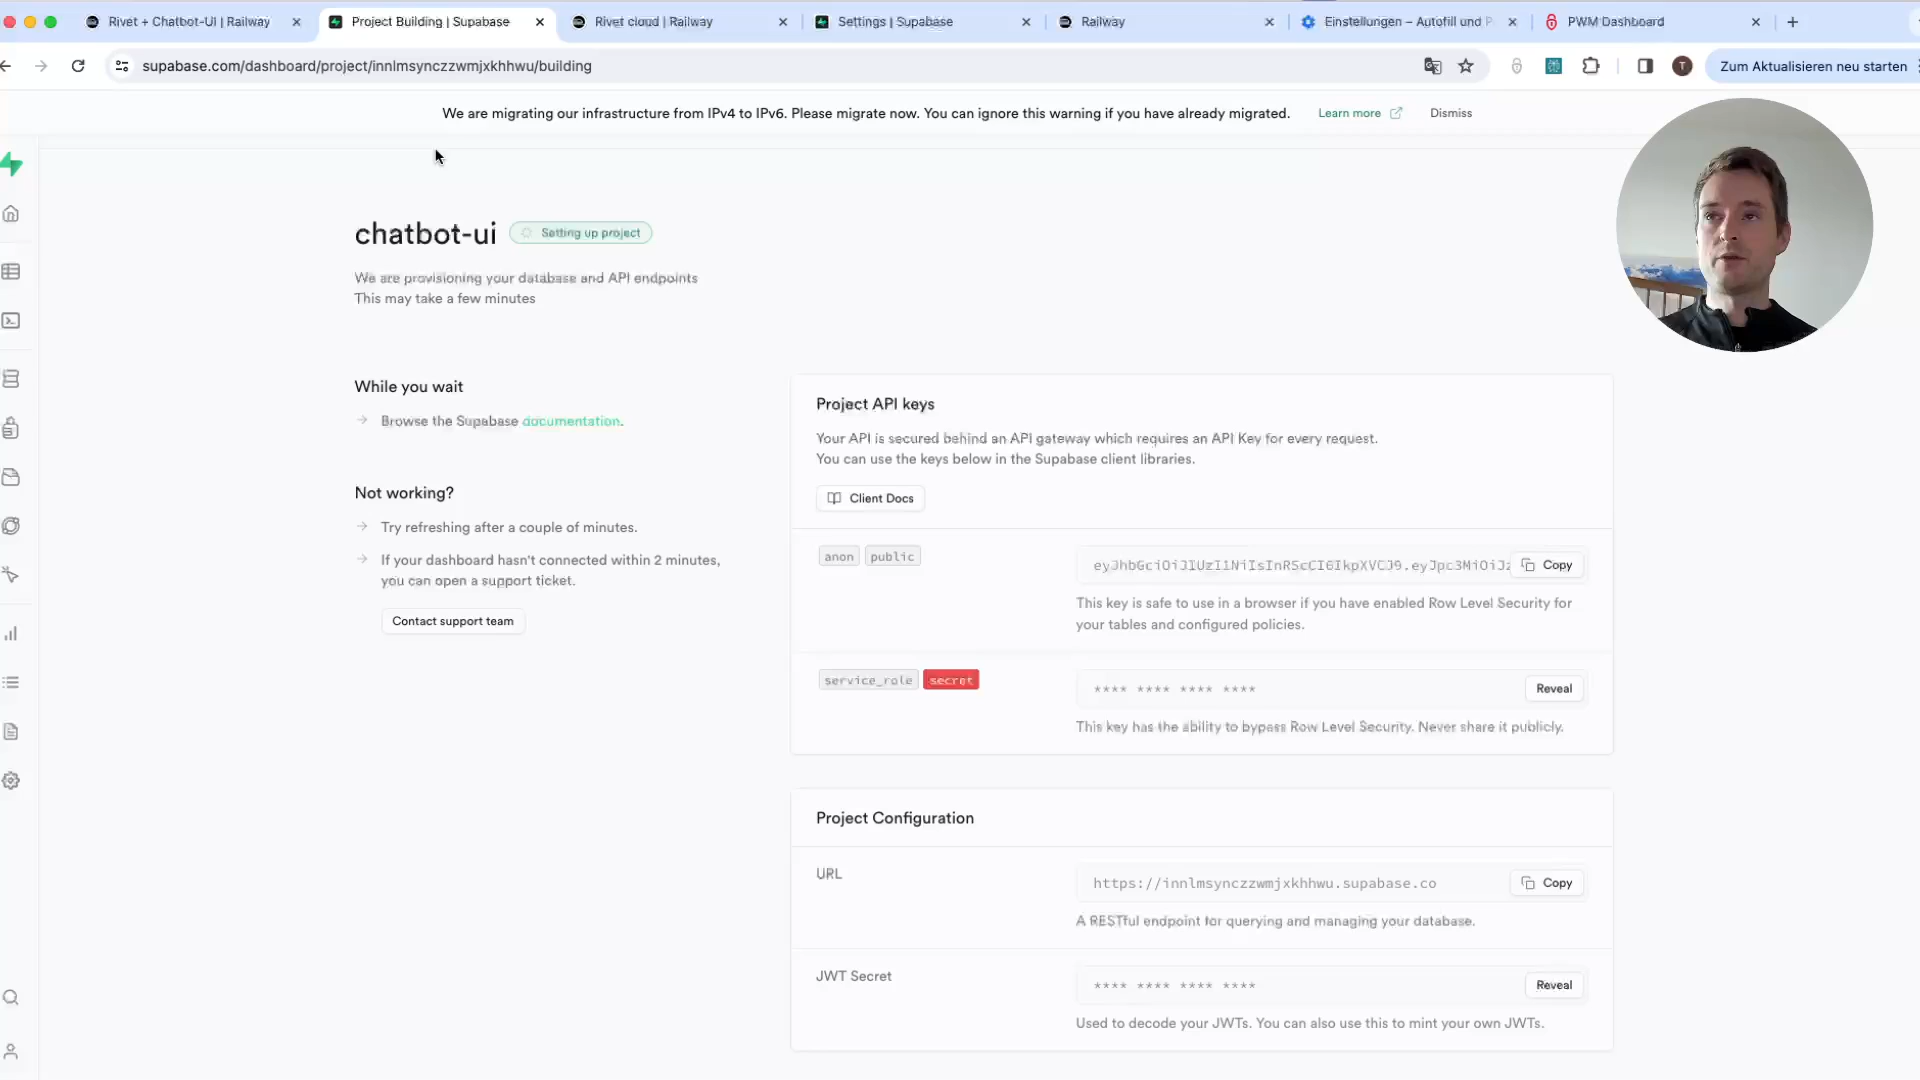 Rivet + Chatbot-UI | Railway
Project Building | Supabase
Rivet cloud | Railway
Settings | Supabase
Railway
Einstellungen – Autofill und P
PWM Dashboard
supabase.com/dashboard/project/innlmsynczzwmjxkhhwu/building
T
Zum Aktualisieren neu starten
We are migrating our infrastructure from IPv4 to IPv6. Please migrate now. You can ignore this warning if you have already migrated.
Learn more
Dismiss
chatbot-ui
Setting up project
We are provisioning your database and API endpoints
This may take a few minutes
While you wait
Browse the Supabase documentation.
Not working?
Try refreshing after a couple of minutes.
If your dashboard hasn't connected within 2 minutes,
you can open a support ticket.
Contact support team
Project API keys
Your API is secured behind an API gateway which requires an API Key for every request.
You can use the keys below in the Supabase client libraries.
Client Docs
anon public
eyJhbGciOiJIUzI1NiIsInR5cCI6IkpXVCJ9.eyJpc3MiOiJz
Copy
This key is safe to use in a browser if you have enabled Row Level Security for
your tables and configured policies.
service_role secret
**** **** **** ****
Reveal
This key has the ability to bypass Row Level Security. Never share it publicly.
Project Configuration
URL
https://innlmsynczzwmjxkhhwu.supabase.co
Copy
A RESTful endpoint for querying and managing your database.
JWT Secret
**** **** **** ****
Reveal
Used to decode your JWTs. You can also use this to mint your own JWTs.